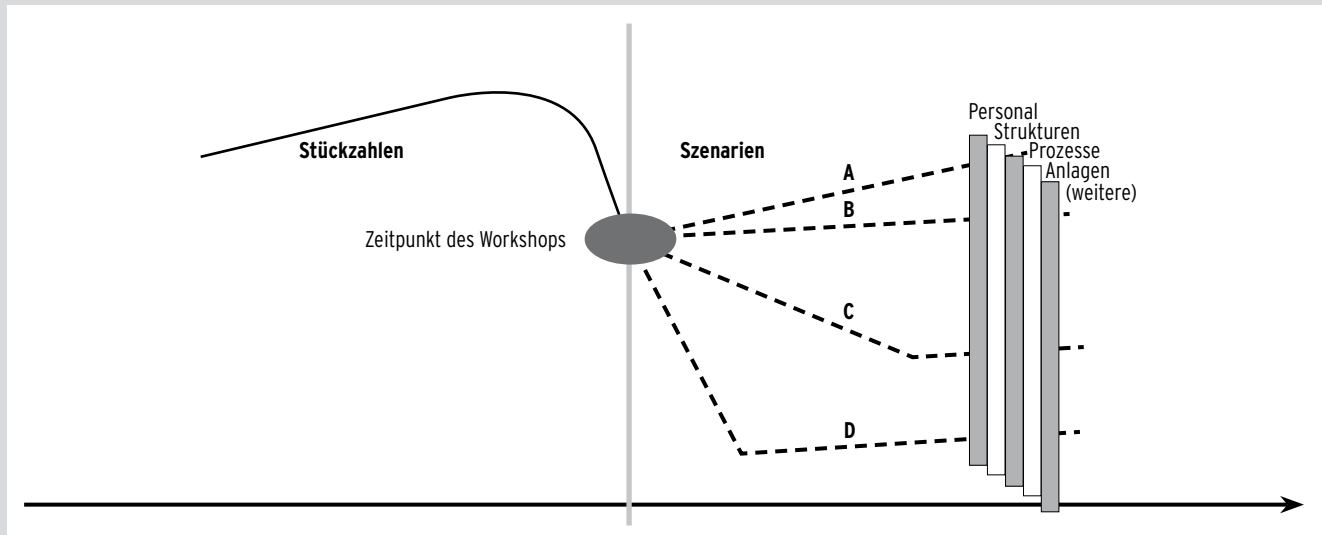 Stückzahlen
Zeitpunkt des Workshops
Szenarien
A
B
C
D
Personal
Strukturen
Prozesse
Anlagen
(weitere)